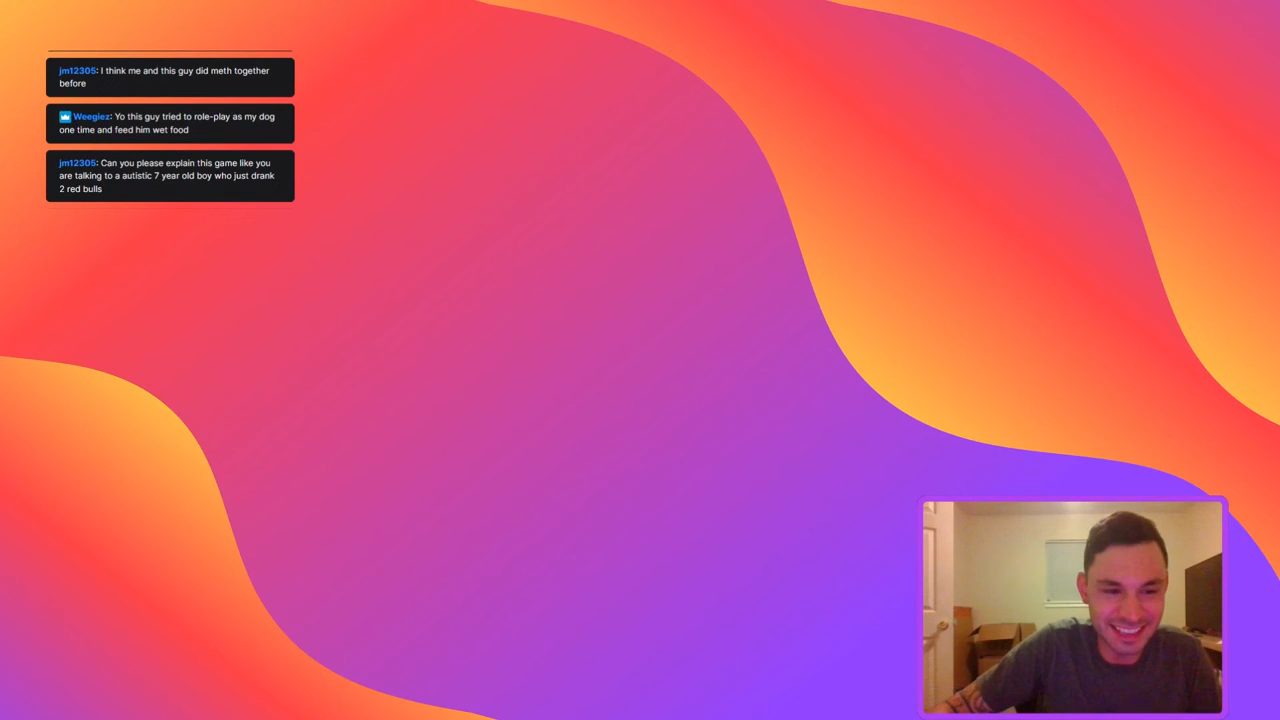 jm12305: I think me and this guy did meth together
before
Weegiez: Yo this guy tried to role-play as my dog
one time and feed him wet food
jm12305: Can you please explain this game like you
are talking to a autistic 7 year old boy who just drank
2 red bulls